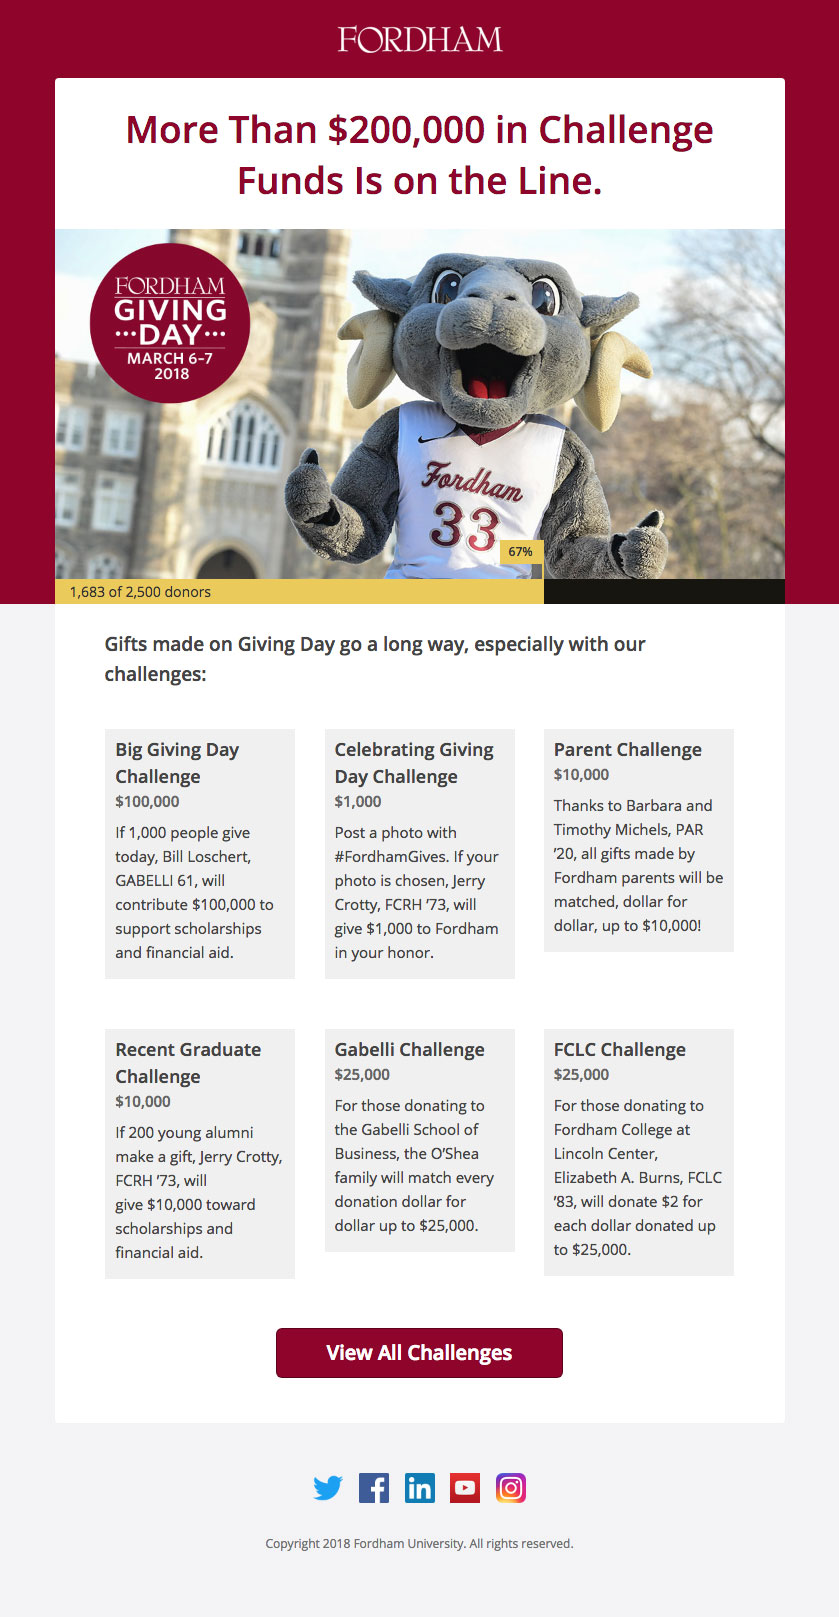 FORDHAM
More Than $200,000 in Challenge
Funds Is on the Line.
FORDHAM
GIVING
···DAY···
MARCH 6-7
2018
Fordham
33
67%
1,683 of 2,500 donors
Gifts made on Giving Day go a long way, especially with our
challenges:
Big Giving Day
Challenge
$100,000
If 1,000 people give
today, Bill Loschert,
GABELLI 61, will
contribute $100,000 to
support scholarships
and financial aid.
Celebrating Giving
Day Challenge
$1,000
Post a photo with
#FordhamGives. If your
photo is chosen, Jerry
Crotty, FCRH ’73, will
give $1,000 to Fordham
in your honor.
Parent Challenge
$10,000
Thanks to Barbara and
Timothy Michels, PAR
’20, all gifts made by
Fordham parents will be
matched, dollar for
dollar, up to $10,000!
Recent Graduate
Challenge
$10,000
If 200 young alumni
make a gift, Jerry Crotty,
FCRH ’73, will
give $10,000 toward
scholarships and
financial aid.
Gabelli Challenge
$25,000
For those donating to
the Gabelli School of
Business, the O’Shea
family will match every
donation dollar for
dollar up to $25,000.
FCLC Challenge
$25,000
For those donating to
Fordham College at
Lincoln Center,
Elizabeth A. Burns, FCLC
’83, will donate $2 for
each dollar donated up
to $25,000.
View All Challenges
Copyright 2018 Fordham University. All rights reserved.